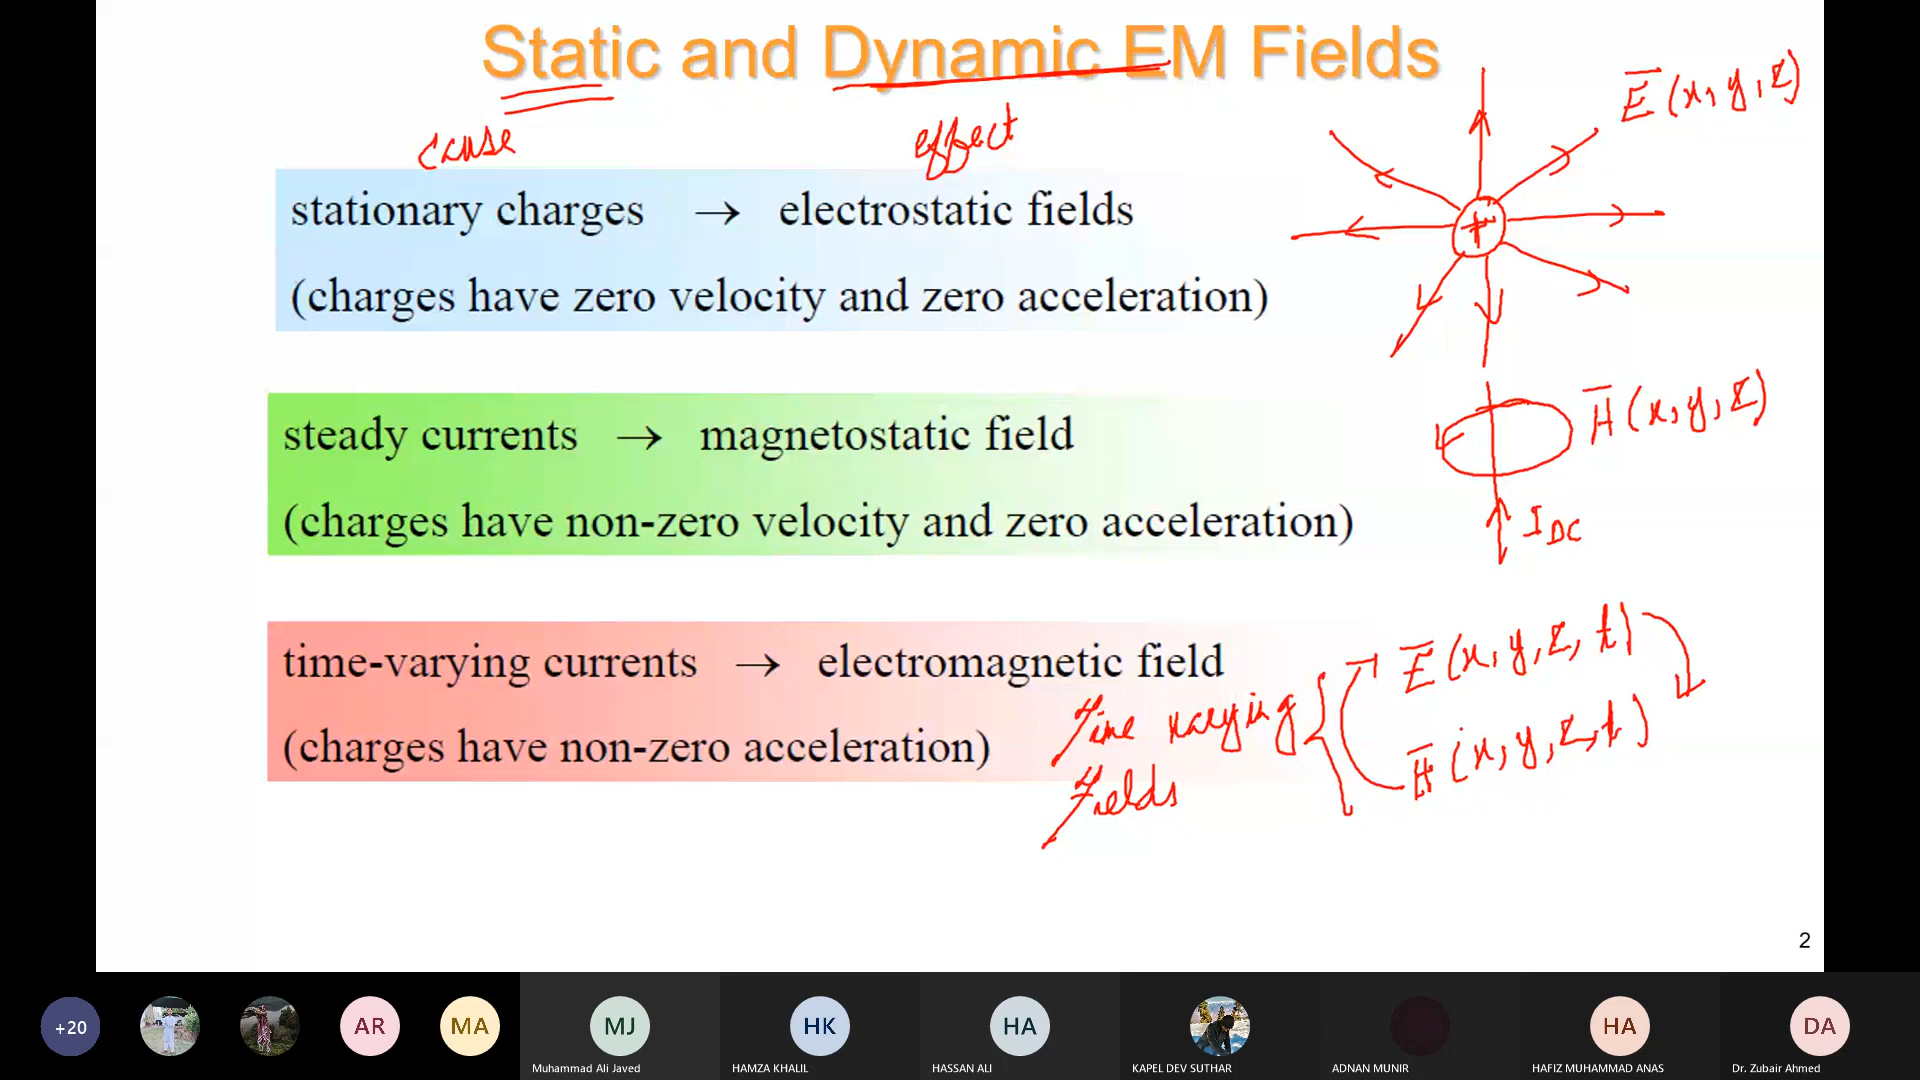 Static and Dynamic EM Fields
cause effect
stationary charges → electrostatic fields
(charges have zero velocity and zero acceleration)
+
E̅(x,y,z)
steady currents → magnetostatic field
(charges have non-zero velocity and zero acceleration)
H̅(x,y,z)
I DC
time-varying currents → electromagnetic field
(charges have non-zero acceleration)
Time varying
Fields
E̅(x,y,z,t)
H̅(x,y,z,t)
2
+20
AR
MA
MJ
Muhammad Ali Javed
HK
HAMZA KHALIL
HA
HASSAN ALI
KAPEL DEV SUTHAR
ADNAN MUNIR
HA
HAFIZ MUHAMMAD ANAS
DA
Dr. Zubair Ahmed